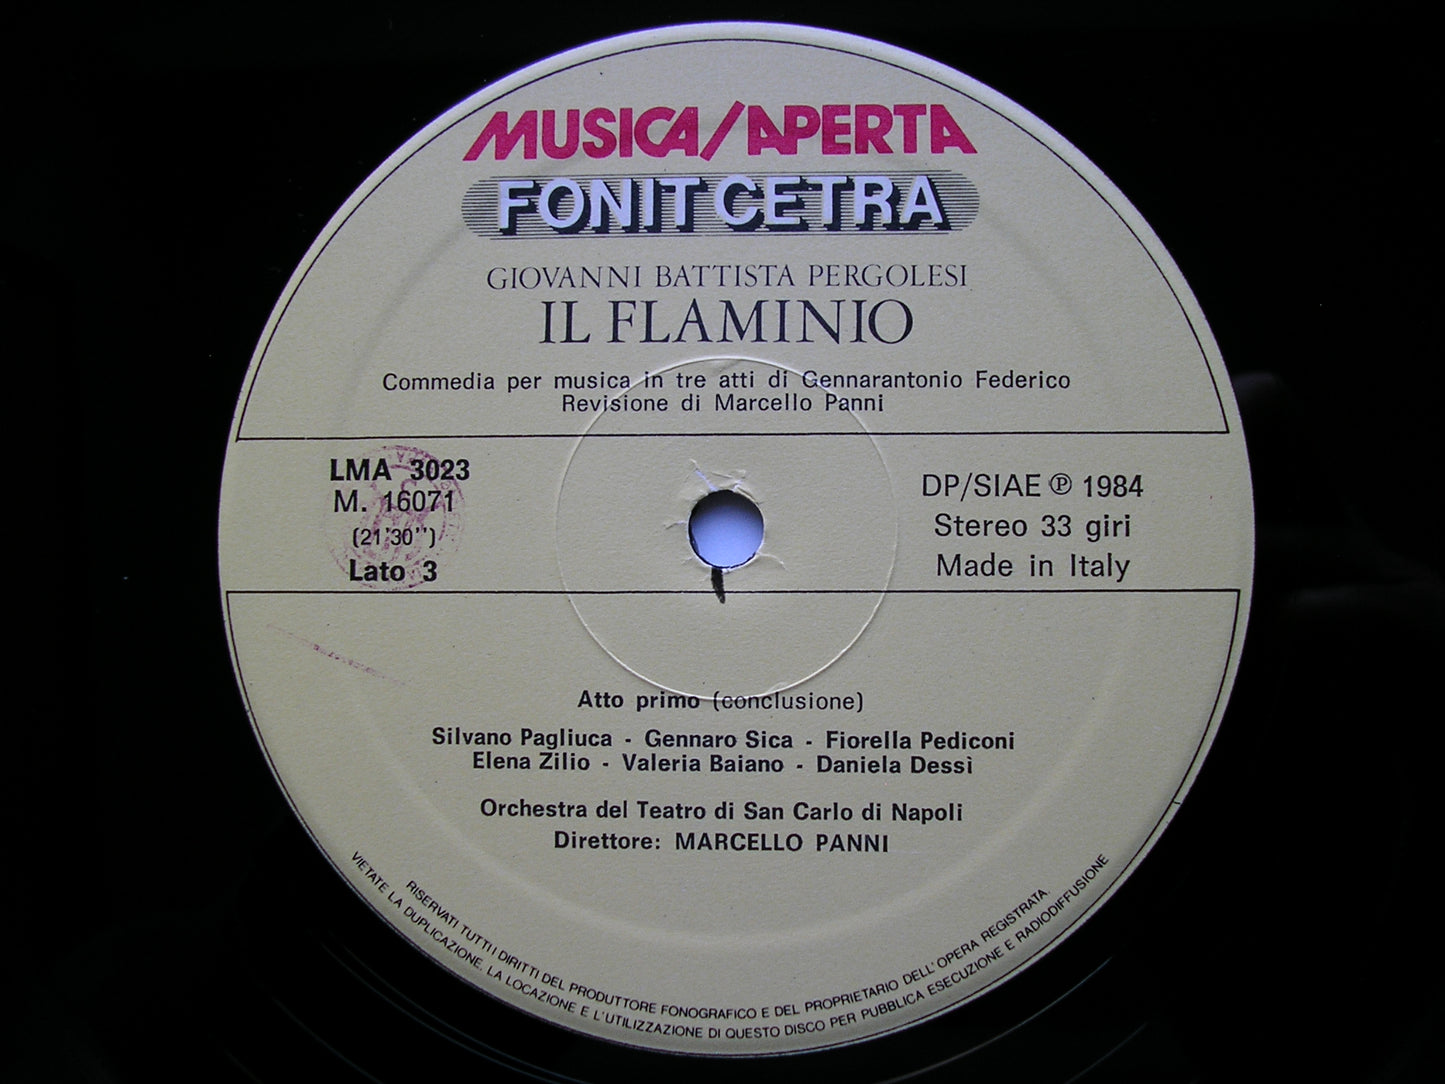 MUSICA/APERTA
FONIT CETRA
GIOVANNI BATTISTA PERGOLESI
IL FLAMINIO
Commedia per musica in tre atti di Gennarantonio Federico
Revisione di Marcello Panni
LMA 3023
M. 16071
(21'30'')
Lato 3
DP/SIAE ℗ 1984
Stereo 33 giri
Made in Italy
Atto primo (conclusione)
Silvano Pagliuca - Gennaro Sica - Fiorella Pediconi
Elena Zilio - Valeria Baiano - Daniela Dessì
Orchestra del Teatro di San Carlo di Napoli
Direttore: MARCELLO PANNI
RISERVATI TUTTI I DIRITTI DEL PRODUTTORE FONOGRAFICO E DEL PROPRIETARIO DELL'OPERA REGISTRATA.
VIETATE LA DUPLICAZIONE, LA LOCAZIONE E L'UTILIZZAZIONE DI QUESTO DISCO PER PUBBLICA ESECUZIONE E RADIODIFFUSIONE